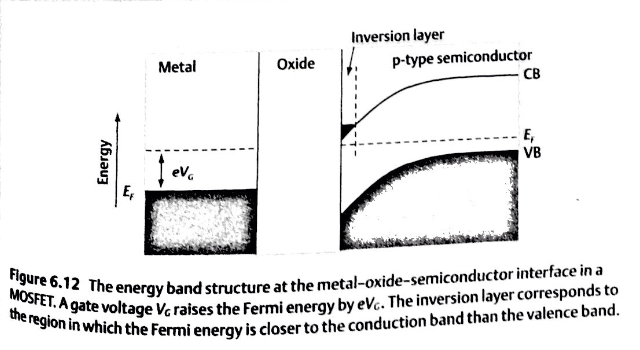 Inversion layer
Metal
Oxide
p-type semiconductor
CB
Energy
eV_G
E_F
E_F
VB
Figure 6.12 The energy band structure at the metal–oxide–semiconductor interface in a
MOSFET. A gate voltage V_G raises the Fermi energy by eV_G. The inversion layer corresponds to
the region in which the Fermi energy is closer to the conduction band than the valence band.